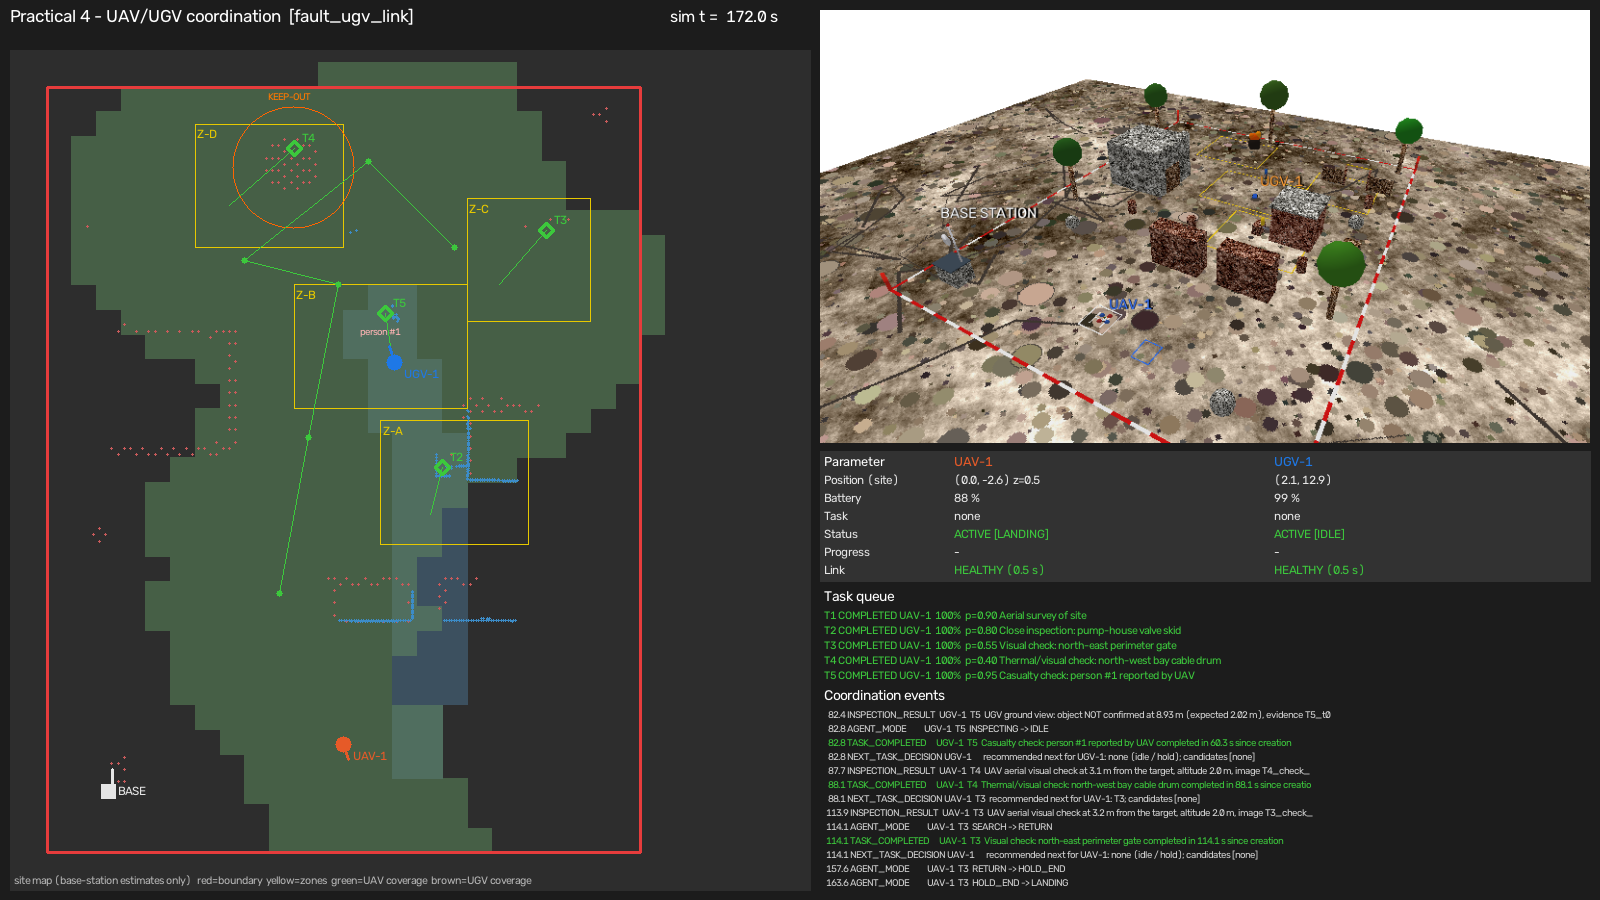 Practical 4 - UAV/UGV coordination [fault_ugv_link]
sim t = 172.0 s
KEEP-OUT
Z-D
T4
Z-C
T3
Z-B
T5
person #1
UGV-1
Z-A
T2
UAV-1
BASE
site map (base-station estimates only) red=boundary yellow=zones green=UAV coverage brown=UGV coverage
UGV-1
BASE STATION
UAV-1
Parameter UAV-1 UGV-1
Position (site) (0.0, -2.6) z=0.5 (2.1, 12.9)
Battery 88 % 99 %
Task none none
Status ACTIVE [LANDING] ACTIVE [IDLE]
Progress - -
Link HEALTHY (0.5 s) HEALTHY (0.5 s)
Task queue
T1 COMPLETED UAV-1 100% p=0.90 Aerial survey of site
T2 COMPLETED UGV-1 100% p=0.80 Close inspection: pump-house valve skid
T3 COMPLETED UAV-1 100% p=0.55 Visual check: north-east perimeter gate
T4 COMPLETED UAV-1 100% p=0.40 Thermal/visual check: north-west bay cable drum
T5 COMPLETED UGV-1 100% p=0.95 Casualty check: person #1 reported by UAV
Coordination events
82.4 INSPECTION_RESULT UGV-1 T5 UGV ground view: object NOT confirmed at 8.93 m (expected 2.02 m), evidence T5_t0
82.8 AGENT_MODE UGV-1 T5 INSPECTING -> IDLE
82.8 TASK_COMPLETED UGV-1 T5 Casualty check: person #1 reported by UAV completed in 60.3 s since creation
82.8 NEXT_TASK_DECISION UGV-1 recommended next for UGV-1: none (idle / hold); candidates [none]
87.7 INSPECTION_RESULT UAV-1 T4 UAV aerial visual check at 3.1 m from the target, altitude 2.0 m, image T4_check_
88.1 TASK_COMPLETED UAV-1 T4 Thermal/visual check: north-west bay cable drum completed in 88.1 s since creatio
88.1 NEXT_TASK_DECISION UAV-1 T3 recommended next for UAV-1: T3; candidates [none]
113.9 INSPECTION_RESULT UAV-1 T3 UAV aerial visual check at 3.2 m from the target, altitude 2.0 m, image T3_check_
114.1 AGENT_MODE UAV-1 T3 SEARCH -> RETURN
114.1 TASK_COMPLETED UAV-1 T3 Visual check: north-east perimeter gate completed in 114.1 s since creation
114.1 NEXT_TASK_DECISION UAV-1 recommended next for UAV-1: none (idle / hold); candidates [none]
157.6 AGENT_MODE UAV-1 T3 RETURN -> HOLD_END
163.6 AGENT_MODE UAV-1 T3 HOLD_END -> LANDING